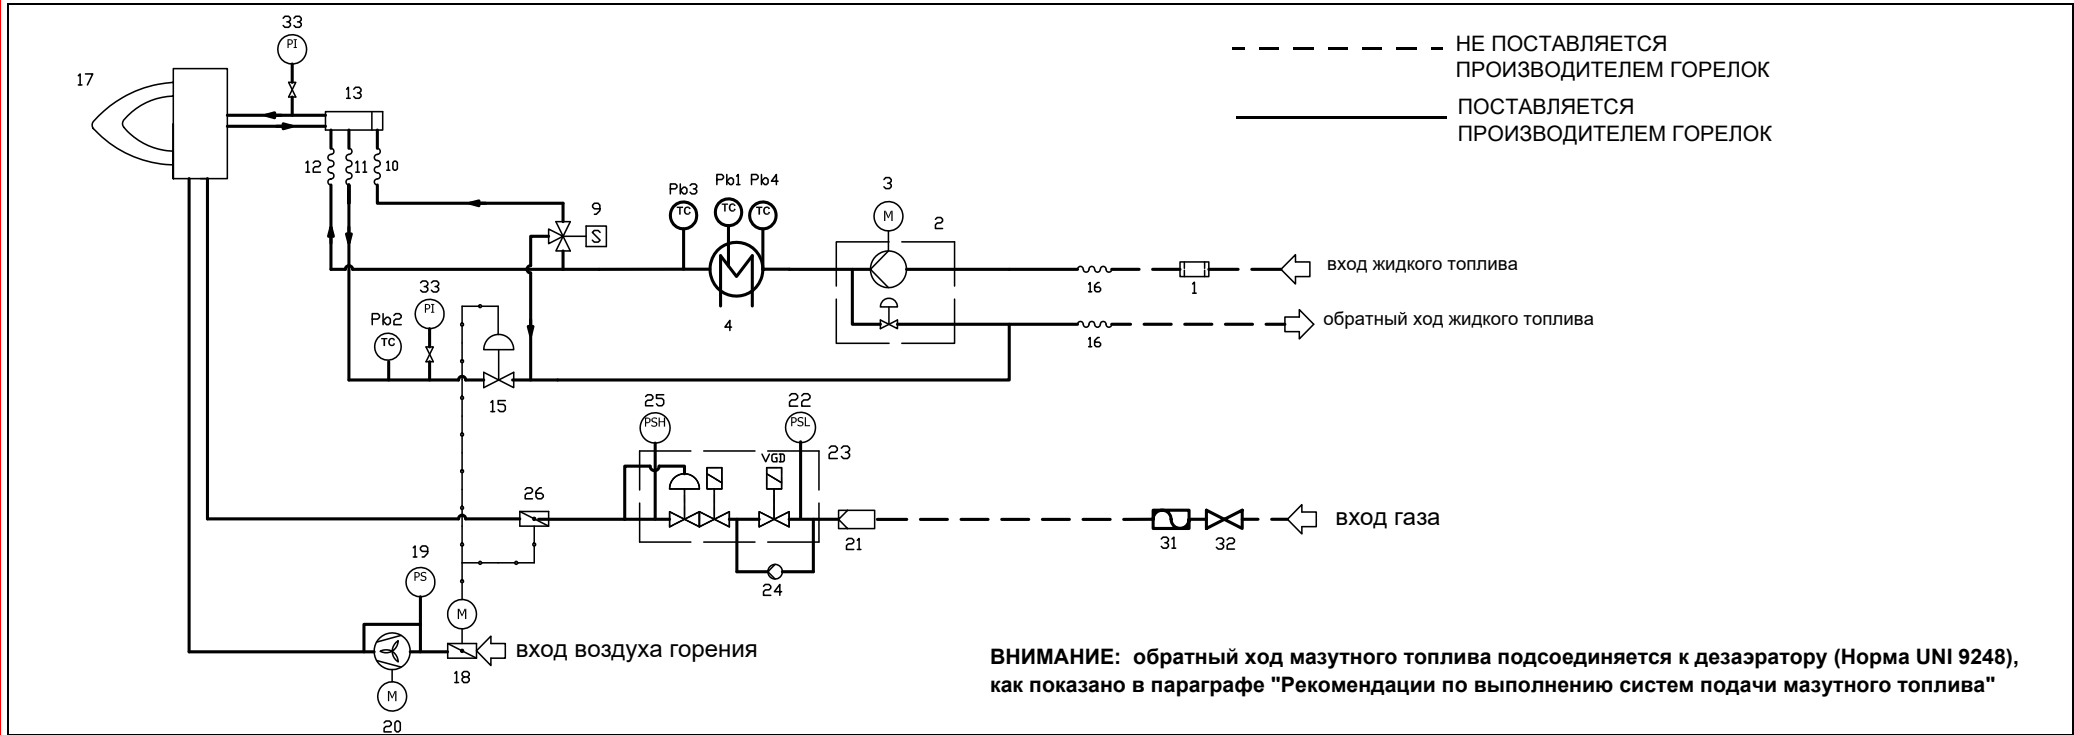 33
PI
НЕ ПОСТАВЛЯЕТСЯ
ПРОИЗВОДИТЕЛЕМ ГОРЕЛОК
17
13
ПОСТАВЛЯЕТСЯ
ПРОИЗВОДИТЕЛЕМ ГОРЕЛОК
12
11
10
Pb3
Pb1
Pb4
3
TC
TC
TC
M
9
S
2
вход жидкого топлива
16
1
4
33
PI
Pb2
TC
обратный ход жидкого топлива
16
15
25
PSH
22
PSL
23
VGD
26
вход газа
21
31
32
19
PS
24
M
вход воздуха горения
18
M
20
ВНИМАНИЕ: обратный ход мазутного топлива подсоединяется к дезаэратору (Норма UNI 9248),
как показано в параграфе "Рекомендации по выполнению систем подачи мазутного топлива"